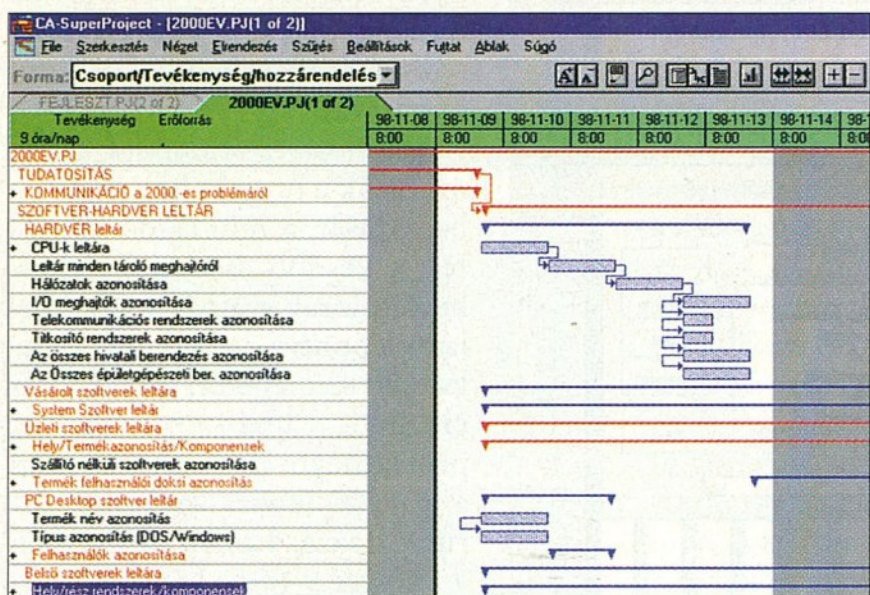 CA-SuperProject - [2000EV.PJ(1 of 2)]
File Szerkesztés Nézet Elrendezés Szűrés Beállítások Futtat Ablak Súgó
Forma: Csoport/Tevékenység/hozzárendelés
FEJLESZT.PJ(2 of 2) 2000EV.PJ(1 of 2)
Tevékenység Erőforrás 98-11-08 98-11-09 98-11-10 98-11-11 98-11-12 98-11-13 98-11-14 98-1
9 óra/nap 8:00 8:00 8:00 8:00 8:00 8:00 8:00 8:00
2000EV.PJ
TUDATOSÍTÁS
+ KOMMUNIKÁCIÓ a 2000.-es problémáról
SZOFTVER-HARDVER LELTÁR
HARDVER leltár
+ CPU-k leltára
Leltár minden tároló meghajtóról
Hálózatok azonosítása
I/O meghajtók azonosítása
Telekommunikációs rendszerek azonosítása
Titkosító rendszerek azonosítása
Az összes hivatali berendezés azonosítása
Az Összes épületgépészeti ber. azonosítása
Vásárolt szoftverek leltára
+ System Szoftver leltár
Üzleti szoftverek leltára
+ Hely/Termékazonosítás/Komponensek
Szállító nélküli szoftverek azonosítása
+ Termék felhasználói doksi azonosítás
PC Desktop szoftver leltár
Termék név azonosítás
Típus azonosítás (DOS/Windows)
+ Felhasználók azonosítása
Belső szoftverek leltára
+ Hely/rész rendszerek/komponensek